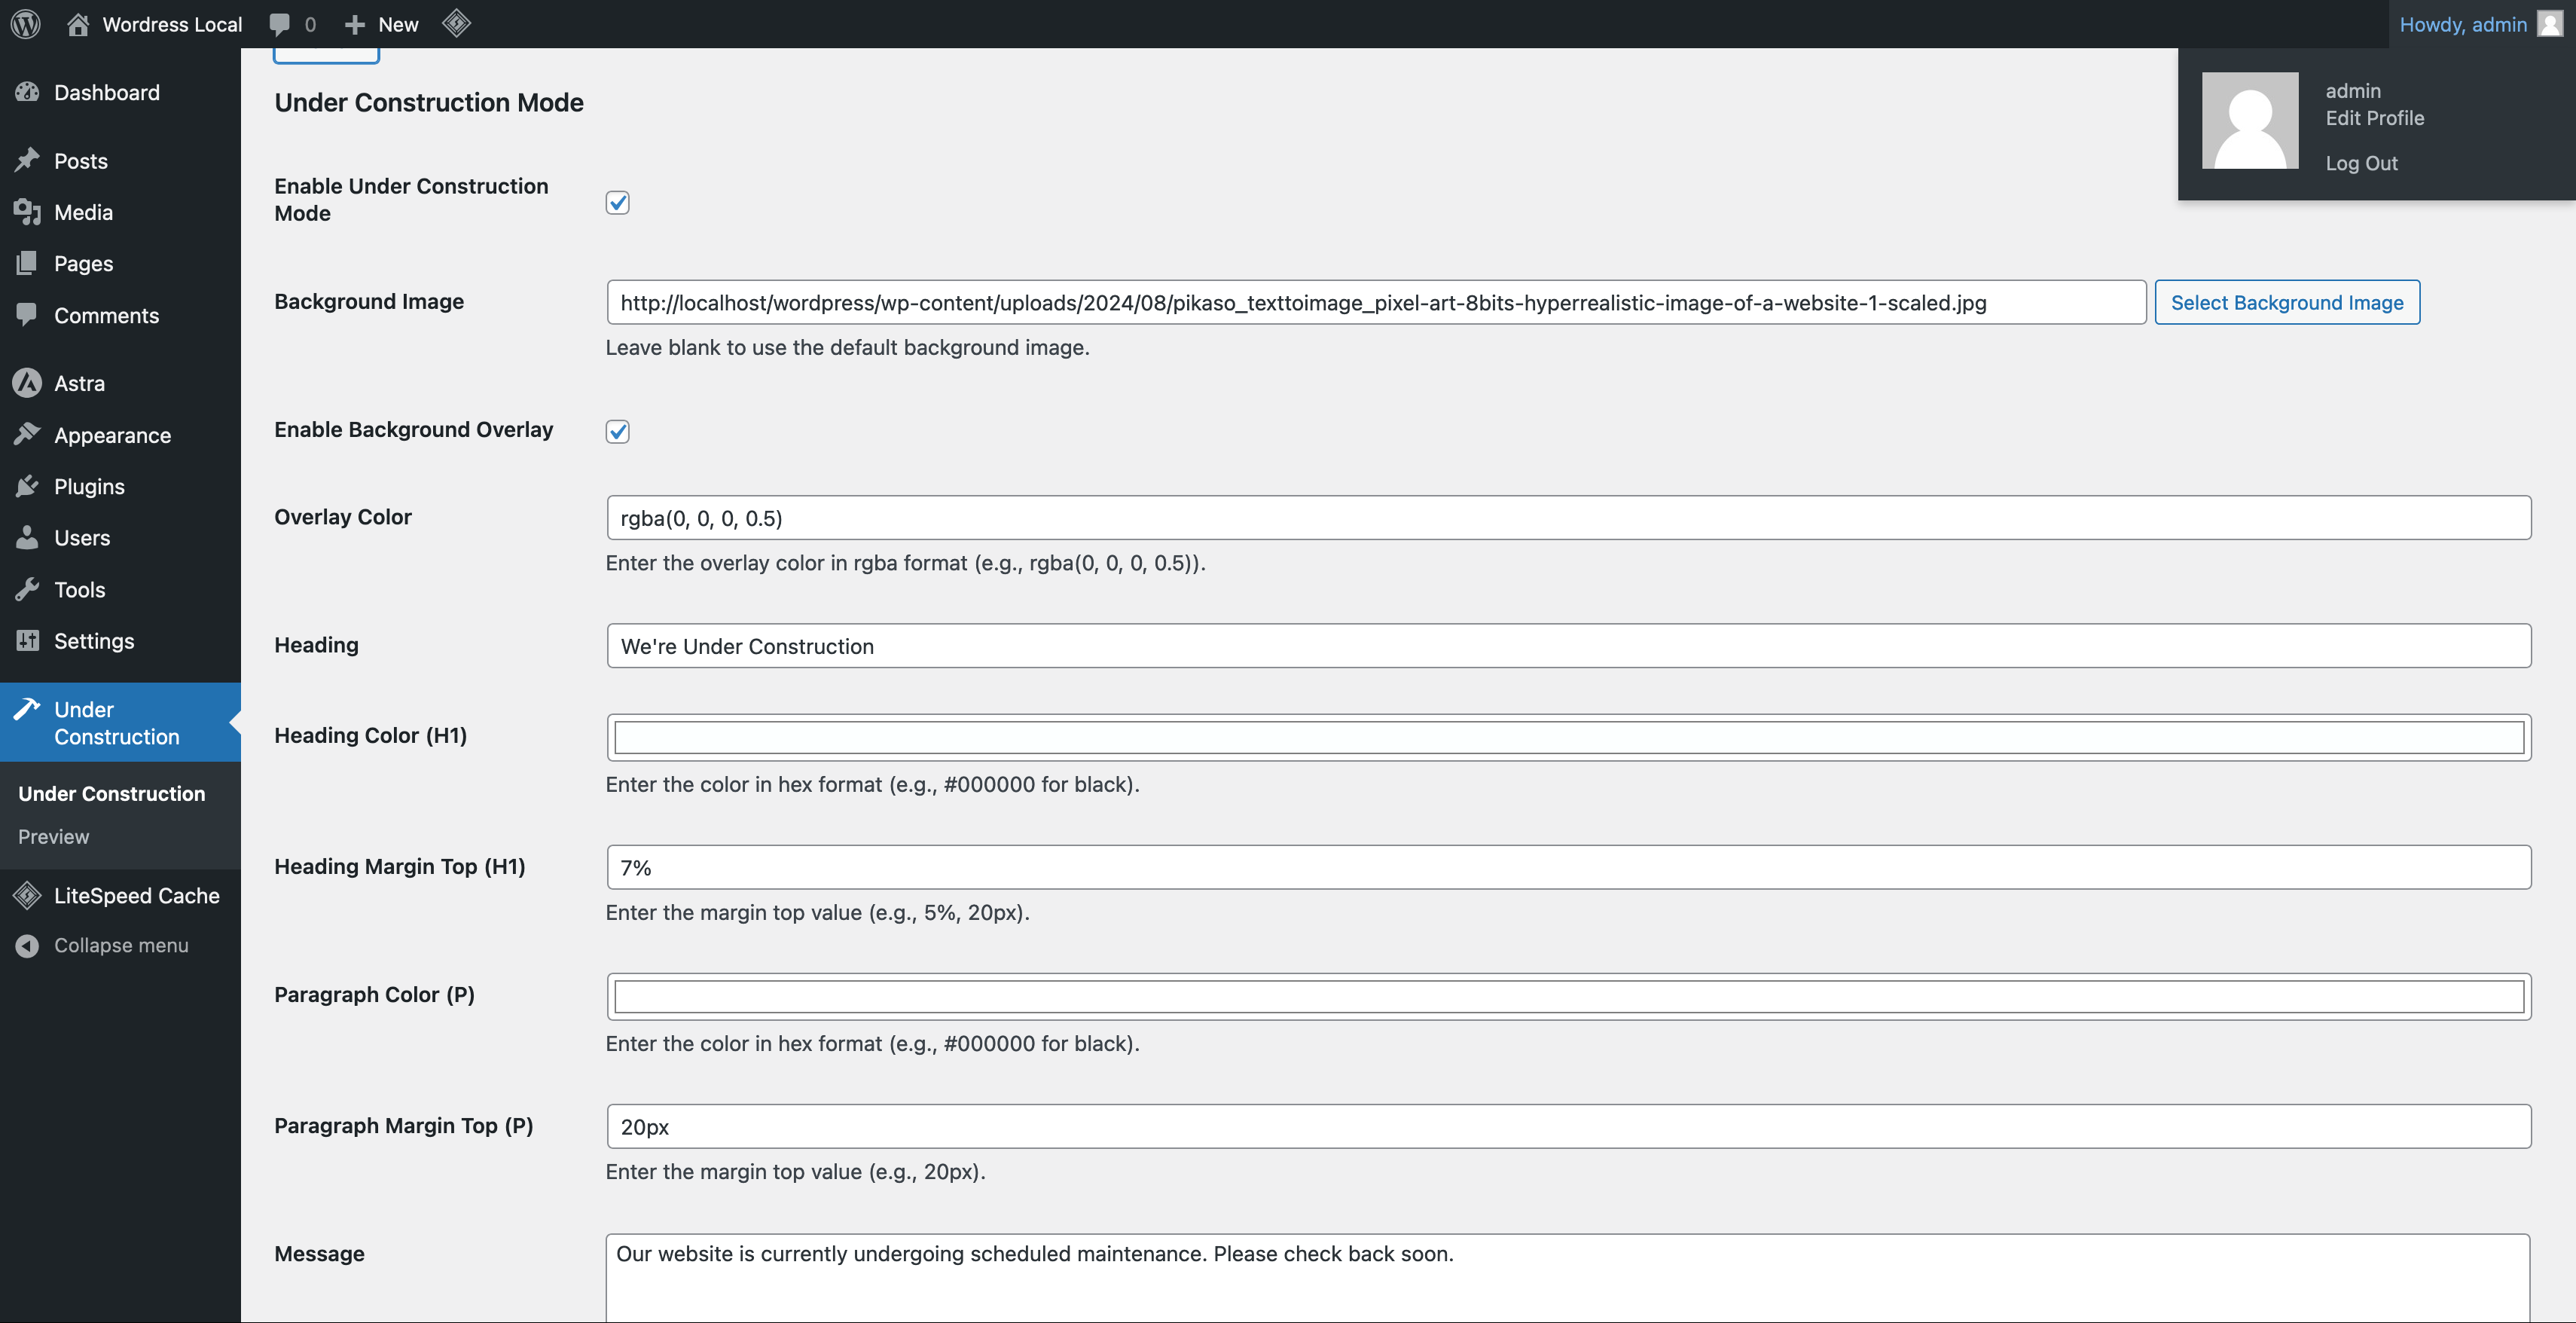 Wordress Local
0
New
Howdy, admin
admin
Edit Profile
Log Out
Dashboard
Posts
Media
Pages
Comments
Astra
Appearance
Plugins
Users
Tools
Settings
Under
Construction
Under Construction
Preview
LiteSpeed Cache
Collapse menu
Under Construction Mode
Enable Under Construction
Mode
Background Image
http://localhost/wordpress/wp-content/uploads/2024/08/pikaso_texttoimage_pixel-art-8bits-hyperrealistic-image-of-a-website-1-scaled.jpg
Select Background Image
Leave blank to use the default background image.
Enable Background Overlay
Overlay Color
rgba(0, 0, 0, 0.5)
Enter the overlay color in rgba format (e.g., rgba(0, 0, 0, 0.5)).
Heading
We're Under Construction
Heading Color (H1)
Enter the color in hex format (e.g., #000000 for black).
Heading Margin Top (H1)
7%
Enter the margin top value (e.g., 5%, 20px).
Paragraph Color (P)
Enter the color in hex format (e.g., #000000 for black).
Paragraph Margin Top (P)
20px
Enter the margin top value (e.g., 20px).
Message
Our website is currently undergoing scheduled maintenance. Please check back soon.